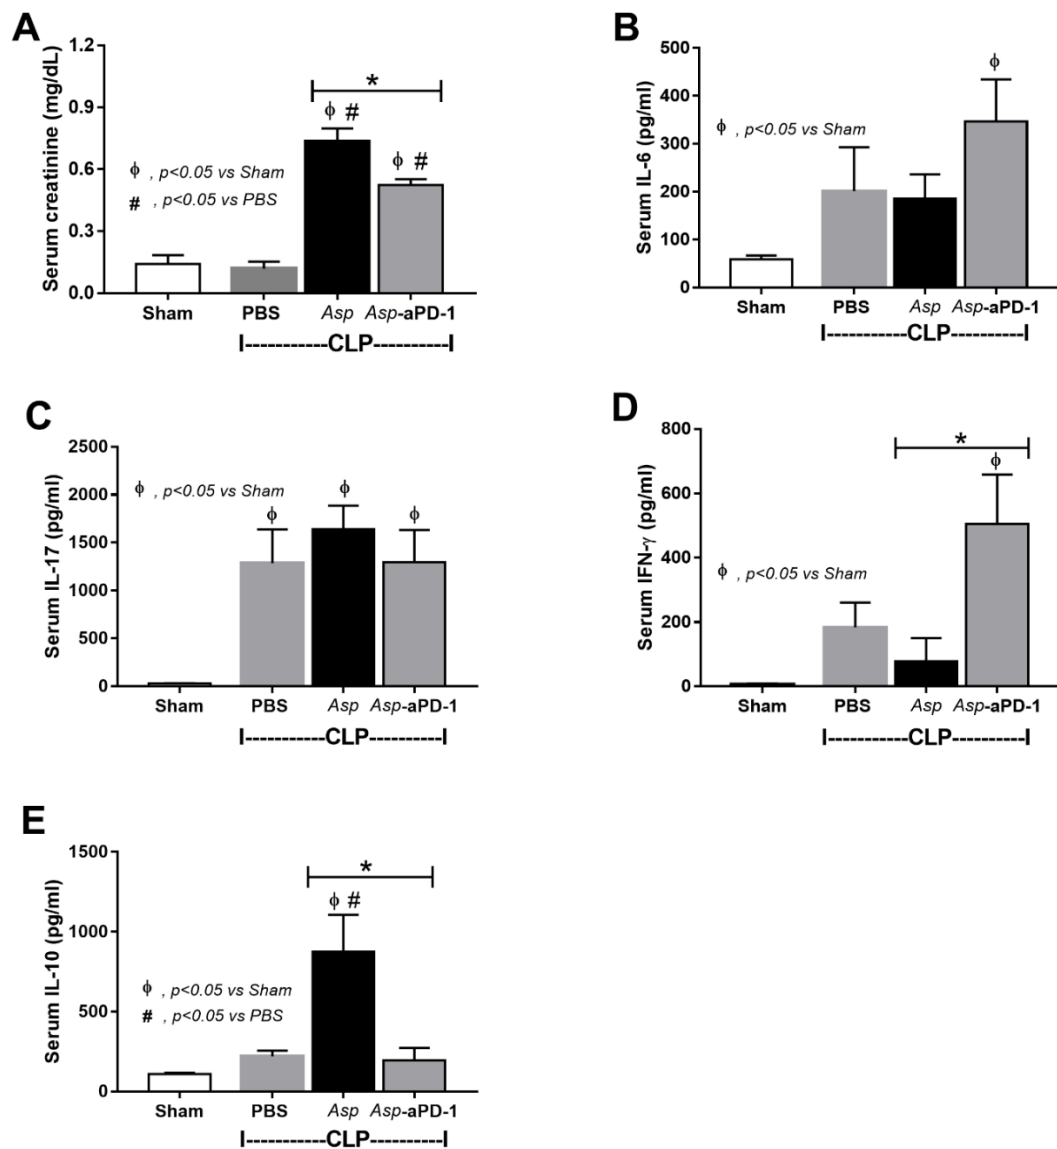 A
Serum creatinine (mg/dL)
1.2
0.9
0.6
0.3
0.0
*
ϕ #
ϕ #
ϕ , p<0.05 vs Sham
# , p<0.05 vs PBS
Sham PBS Asp Asp-aPD-1
I------------CLP----------I
B
Serum IL-6 (pg/ml)
500
400
300
200
100
0
ϕ
ϕ , p<0.05 vs Sham
Sham PBS Asp Asp-aPD-1
I-----------CLP----------I
C
Serum IL-17 (pg/ml)
2500
2000
1500
1000
500
0
ϕ , p<0.05 vs Sham
ϕ ϕ ϕ
Sham PBS Asp Asp-aPD-1
I-----------CLP----------I
D
Serum IFN-γ (pg/ml)
800
600
400
200
0
*
ϕ
ϕ , p<0.05 vs Sham
Sham PBS Asp Asp-aPD-1
I-----------CLP----------I
E
Serum IL-10 (pg/ml)
1500
1000
500
0
*
ϕ #
ϕ , p<0.05 vs Sham
# , p<0.05 vs PBS
Sham PBS Asp Asp-aPD-1
I-----------CLP----------I